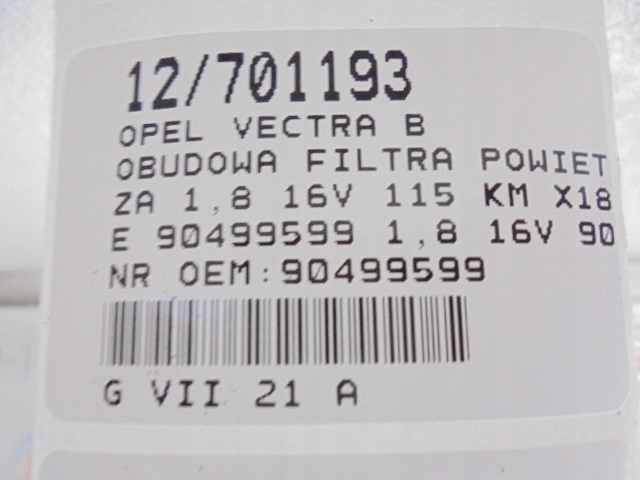 12/701193
OPEL VECTRA B
OBUDOWA FILTRA POWIET
ZA 1,8 16V 115 KM X18
E 90499599 1,8 16V 90
NR OEM:90499599
G VII 21 A